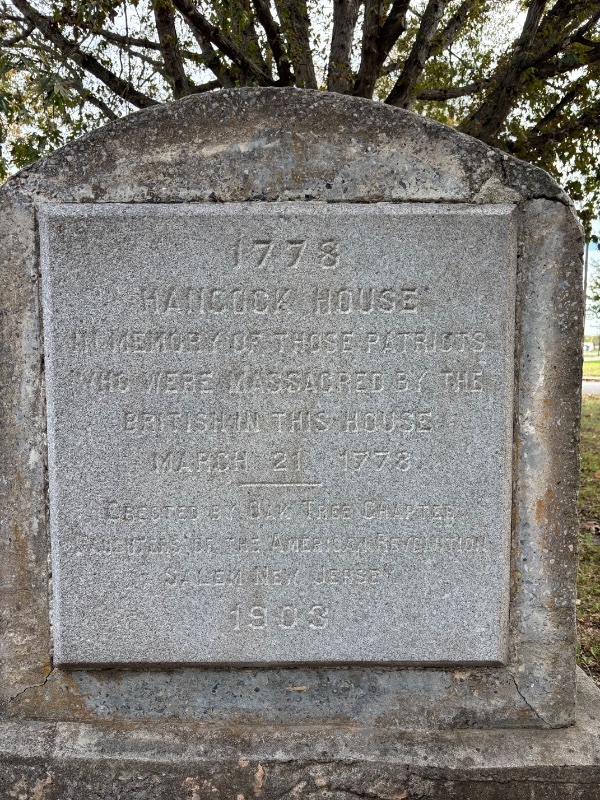 1778
HANCOCK HOUSE
IN MEMORY OF THOSE PATRIOTS
WHO WERE MASSACRED BY THE
BRITISH IN THIS HOUSE
MARCH 21 1778.
ERECTED BY OAK TREE CHAPTER
DAUGHTERS OF THE AMERICAN REVOLUTION
SALEM NEW JERSEY
1903